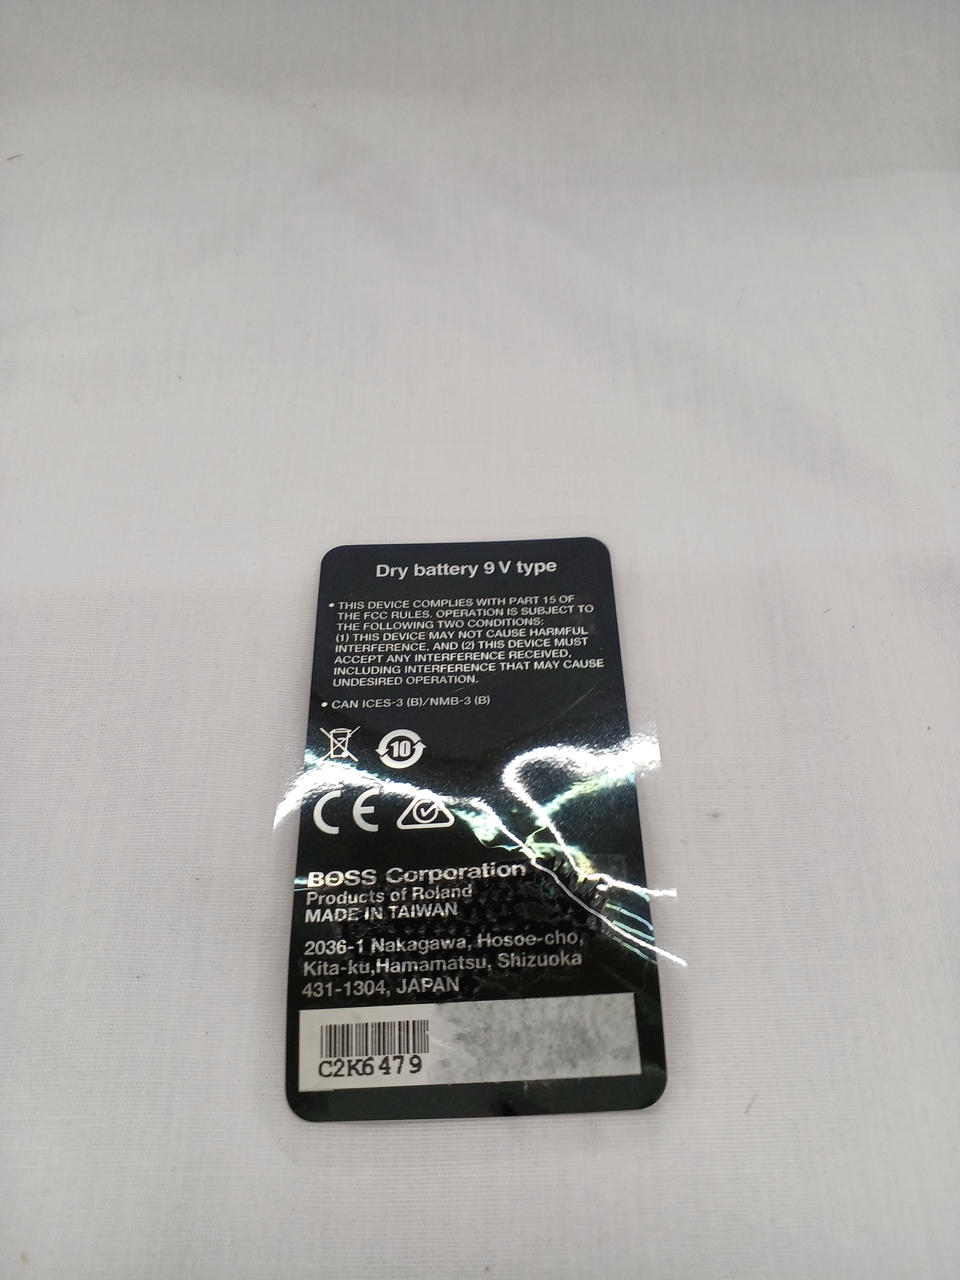 Dry battery 9 V type
• THIS DEVICE COMPLIES WITH PART 15 OF
THE FCC RULES. OPERATION IS SUBJECT TO
THE FOLLOWING TWO CONDITIONS:
(1) THIS DEVICE MAY NOT CAUSE HARMFUL
INTERFERENCE, AND (2) THIS DEVICE MUST
ACCEPT ANY INTERFERENCE RECEIVED,
INCLUDING INTERFERENCE THAT MAY CAUSE
UNDESIRED OPERATION.
• CAN ICES-3 (B)/NMB-3 (B)
10
CE
BOSS Corporation
Products of Roland
MADE IN TAIWAN
2036-1 Nakagawa, Hosoe-cho,
Kita-ku,Hamamatsu, Shizuoka
431-1304, JAPAN
C2K6479